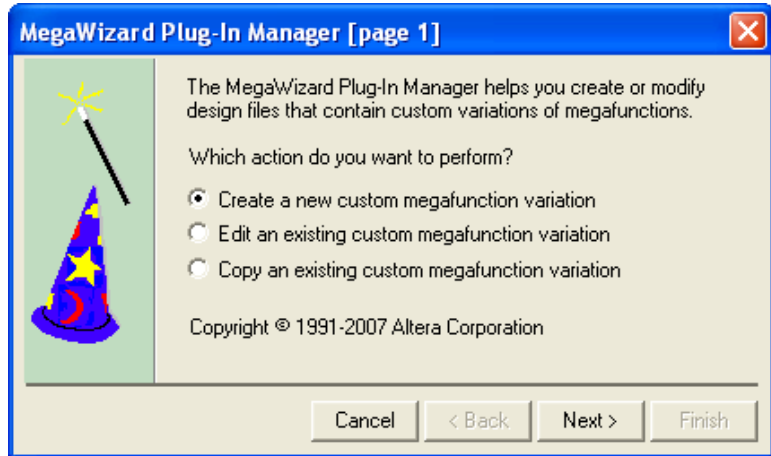 MegaWizard Plug-In Manager [page 1]
The MegaWizard Plug-In Manager helps you create or modify
design files that contain custom variations of megafunctions.
Which action do you want to perform?
Create a new custom megafunction variation
Edit an existing custom megafunction variation
Copy an existing custom megafunction variation
Copyright © 1991-2007 Altera Corporation
Cancel < Back Next > Finish